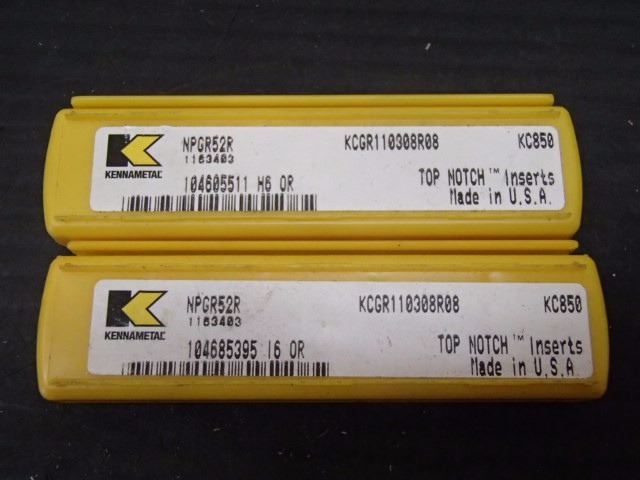 NPGR52R KCGR110308R08 KC850
1163403
KENNAMETAL
104605511 H6 OR TOP NOTCH™ Inserts
Made in U.S.A.
NPGR52R KCGR110308R08 KC850
1163403
KENNAMETAL
104685395 I6 OR TOP NOTCH™ Inserts
Made in U.S.A.